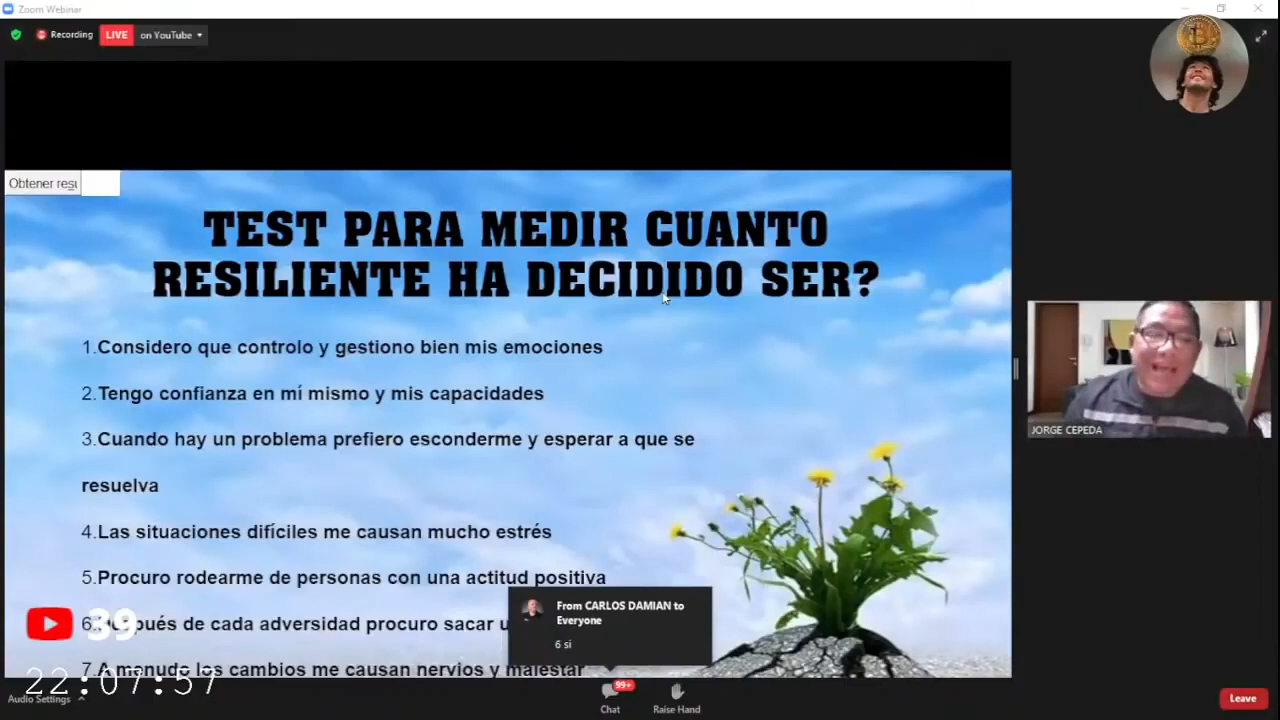 Zoom Webinar
Recording
LIVE
on YouTube
Obtener resu
TEST PARA MEDIR CUANTO
RESILIENTE HA DECIDIDO SER?
1.Considero que controlo y gestiono bien mis emociones
2.Tengo confianza en mí mismo y mis capacidades
3.Cuando hay un problema prefiero esconderme y esperar a que se
resuelva
4.Las situaciones difíciles me causan mucho estrés
5.Procuro rodearme de personas con una actitud positiva
6. de cada adversidad procuro sacar
7.A menudo los cambios me causan nervios y malestar
JORGE CEPEDA
From CARLOS DAMIAN to
Everyone
6 si
39
22:07:57
Audio Settings
99+
Chat
Raise Hand
Leave